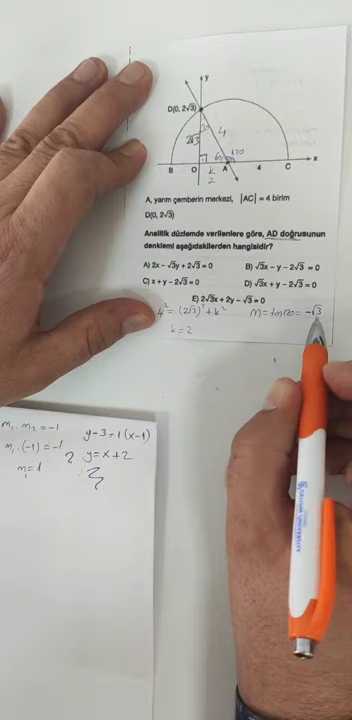 y
D(0, 2√3)
30
4
2√3
60
120
B
O
k
A
4
C
x
2
A, yarım çemberin merkezi, |AC| = 4 birim
D(0, 2√3)
Analitik düzlemde verilenlere göre, AD doğrusunun
denklemi aşağıdakilerden hangisidir?
A) 2x − √3y + 2√3 = 0
B) √3x − y − 2√3 = 0
C) x + y − 2√3 = 0
D) √3x + y − 2√3 = 0
E) 2√3x + 2y − √3 = 0
4² = (2√3)² + k²
m = tan120 = −√3
k = 2
m₁ . m₂ = −1
y−3 = 1(x−1)
m₁ . (−1) = −1
y = x + 2
m₁ = 1
UNIVERSITY